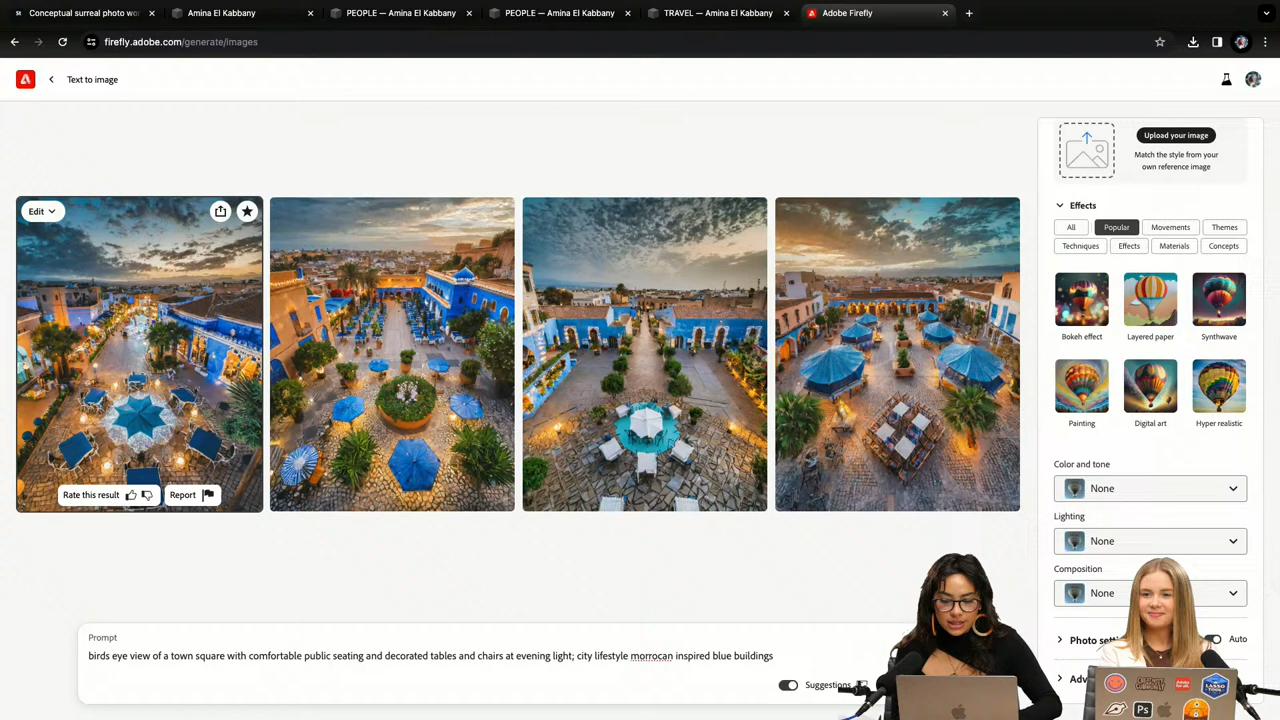 Conceptual surreal photo wo
Amina El Kabbany
PEOPLE — Amina El Kabbany
PEOPLE — Amina El Kabbany
TRAVEL — Amina El Kabbany
Adobe Firefly
firefly.adobe.com/generate/images
Text to image
Upload your image
Match the style from your
own reference image
Effects
All
Popular
Movements
Themes
Techniques
Effects
Materials
Concepts
Bokeh effect
Layered paper
Synthwave
Painting
Digital art
Hyper realistic
Color and tone
None
Lighting
None
Composition
None
Photo setti
Auto
Adv
Edit
Rate this result
Report
Prompt
birds eye view of a town square with comfortable public seating and decorated tables and chairs at evening light; city lifestyle morrocan inspired blue buildings
Suggestions
Ps
LASSO